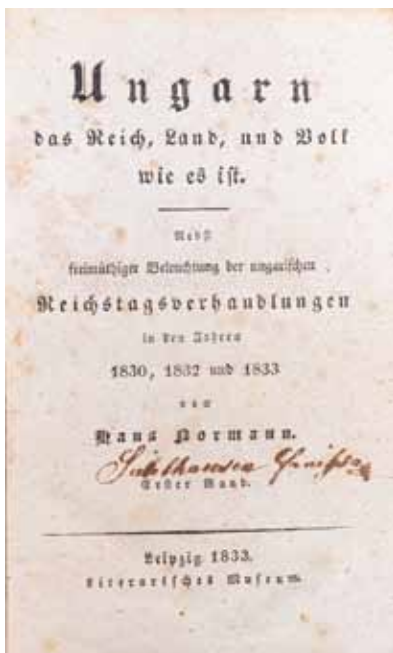 Ungarn
das Reich, Land, und Volk
wie es ist.
Nebst
freimüthiger Beleuchtung der ungarischen
Reichstagsverhandlungen
in den Jahren
1830, 1832 und 1833
von
Hans Normann.
Erster Band.
Leipzig 1833.
Literarisches Museum.